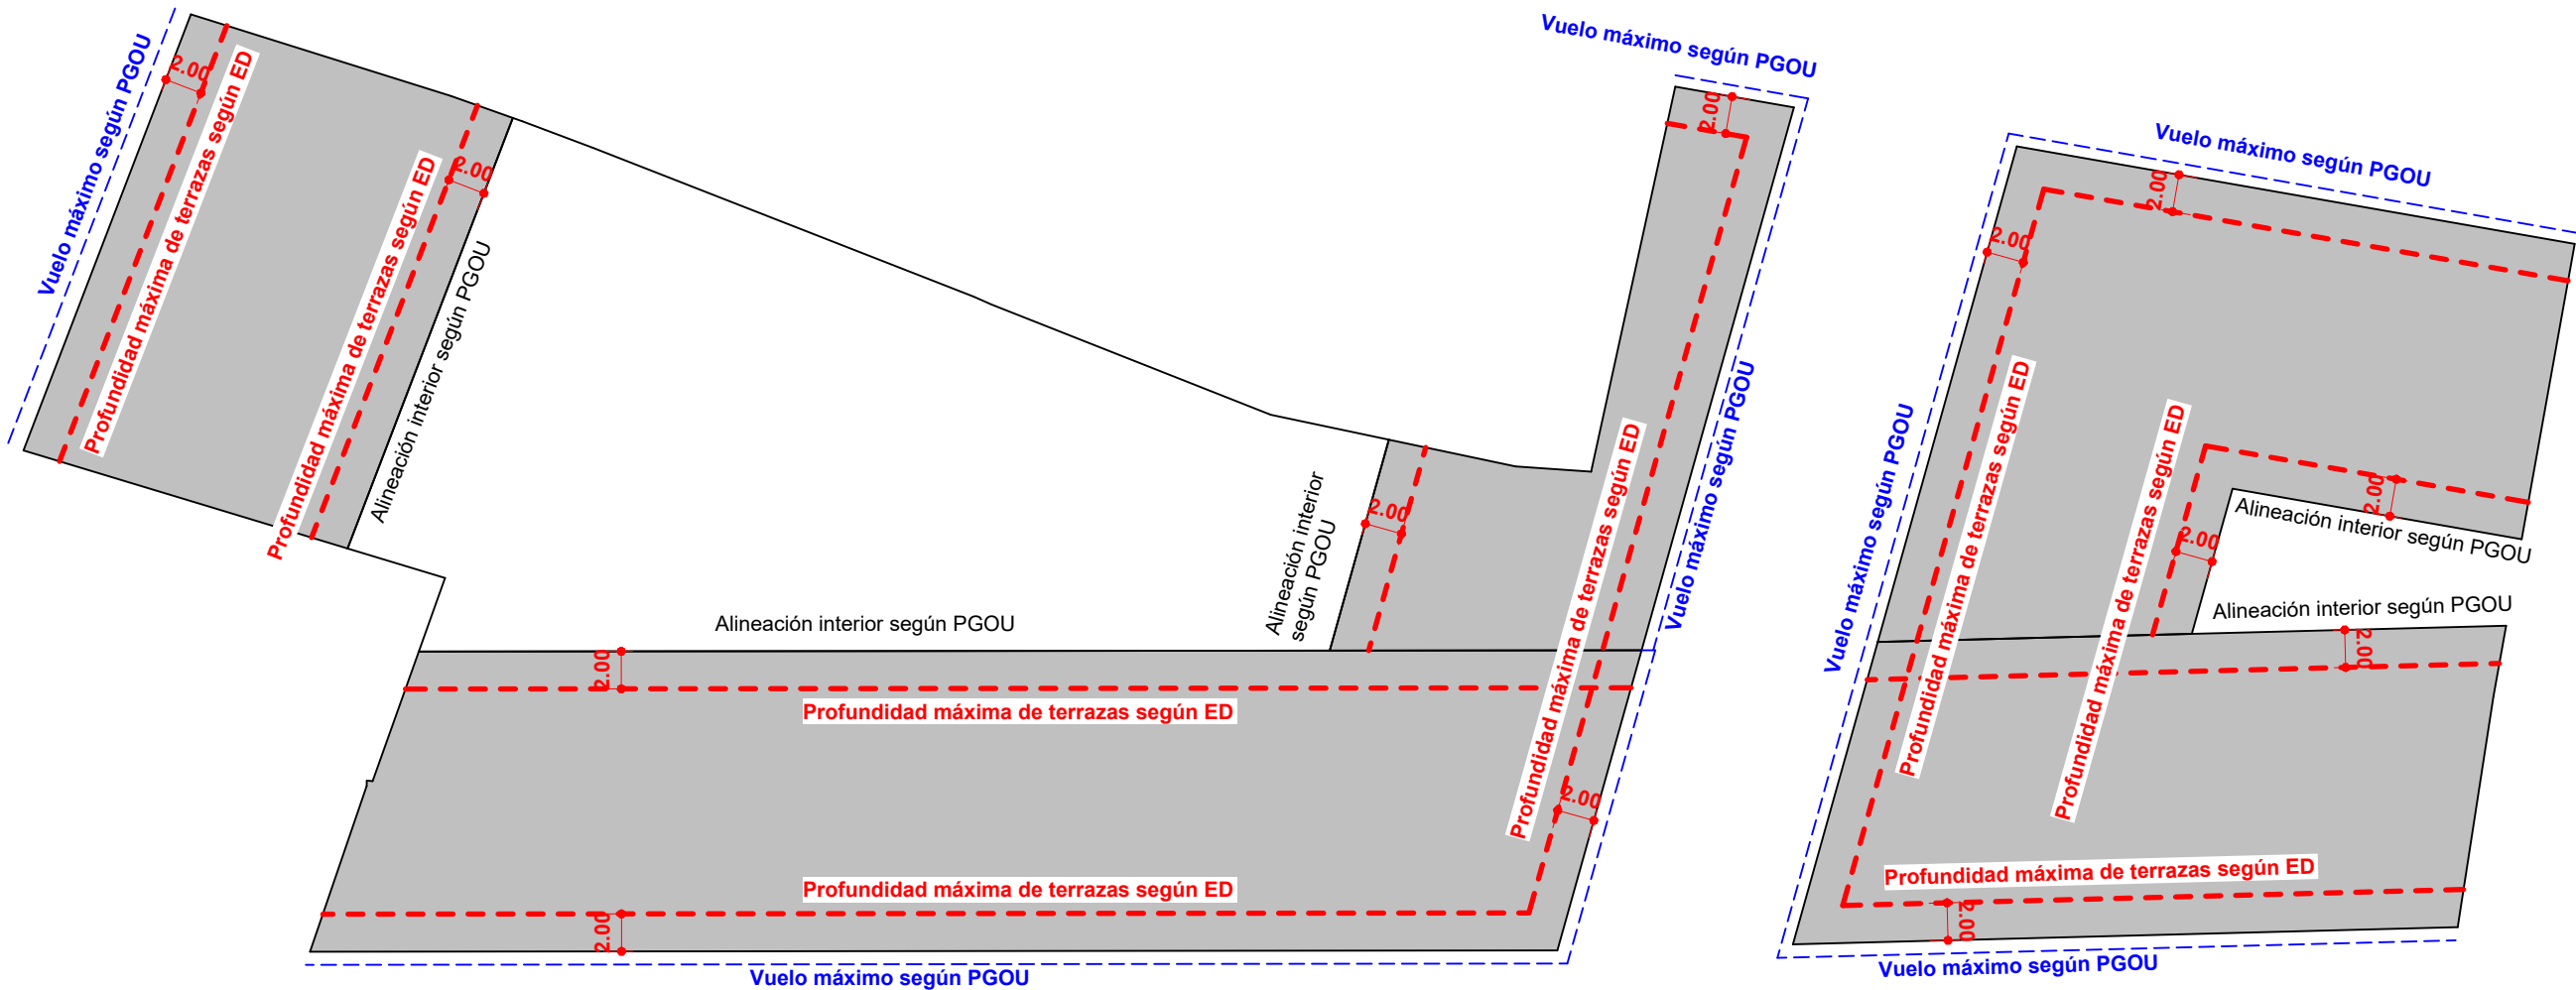 Vuelo máximo según PGOU
2.00
Profundidad máxima de terrazas según ED
Profundidad máxima de terrazas según ED
2.00
Alineación interior según PGOU
Alineación interior según PGOU
2.00
Profundidad máxima de terrazas según ED
Profundidad máxima de terrazas según ED
2.00
Vuelo máximo según PGOU
Alineación interior
según PGOU
2.00
Vuelo máximo según PGOU
2.00
Profundidad máxima de terrazas según ED
Vuelo máximo según PGOU
2.00
Vuelo máximo según PGOU
2.00
2.00
Vuelo máximo según PGOU
Profundidad máxima de terrazas según ED
Profundidad máxima de terrazas según ED
2.00
2.00
Alineación interior según PGOU
Alineación interior según PGOU
2.00
Profundidad máxima de terrazas según ED
2.00
Vuelo máximo según PGOU